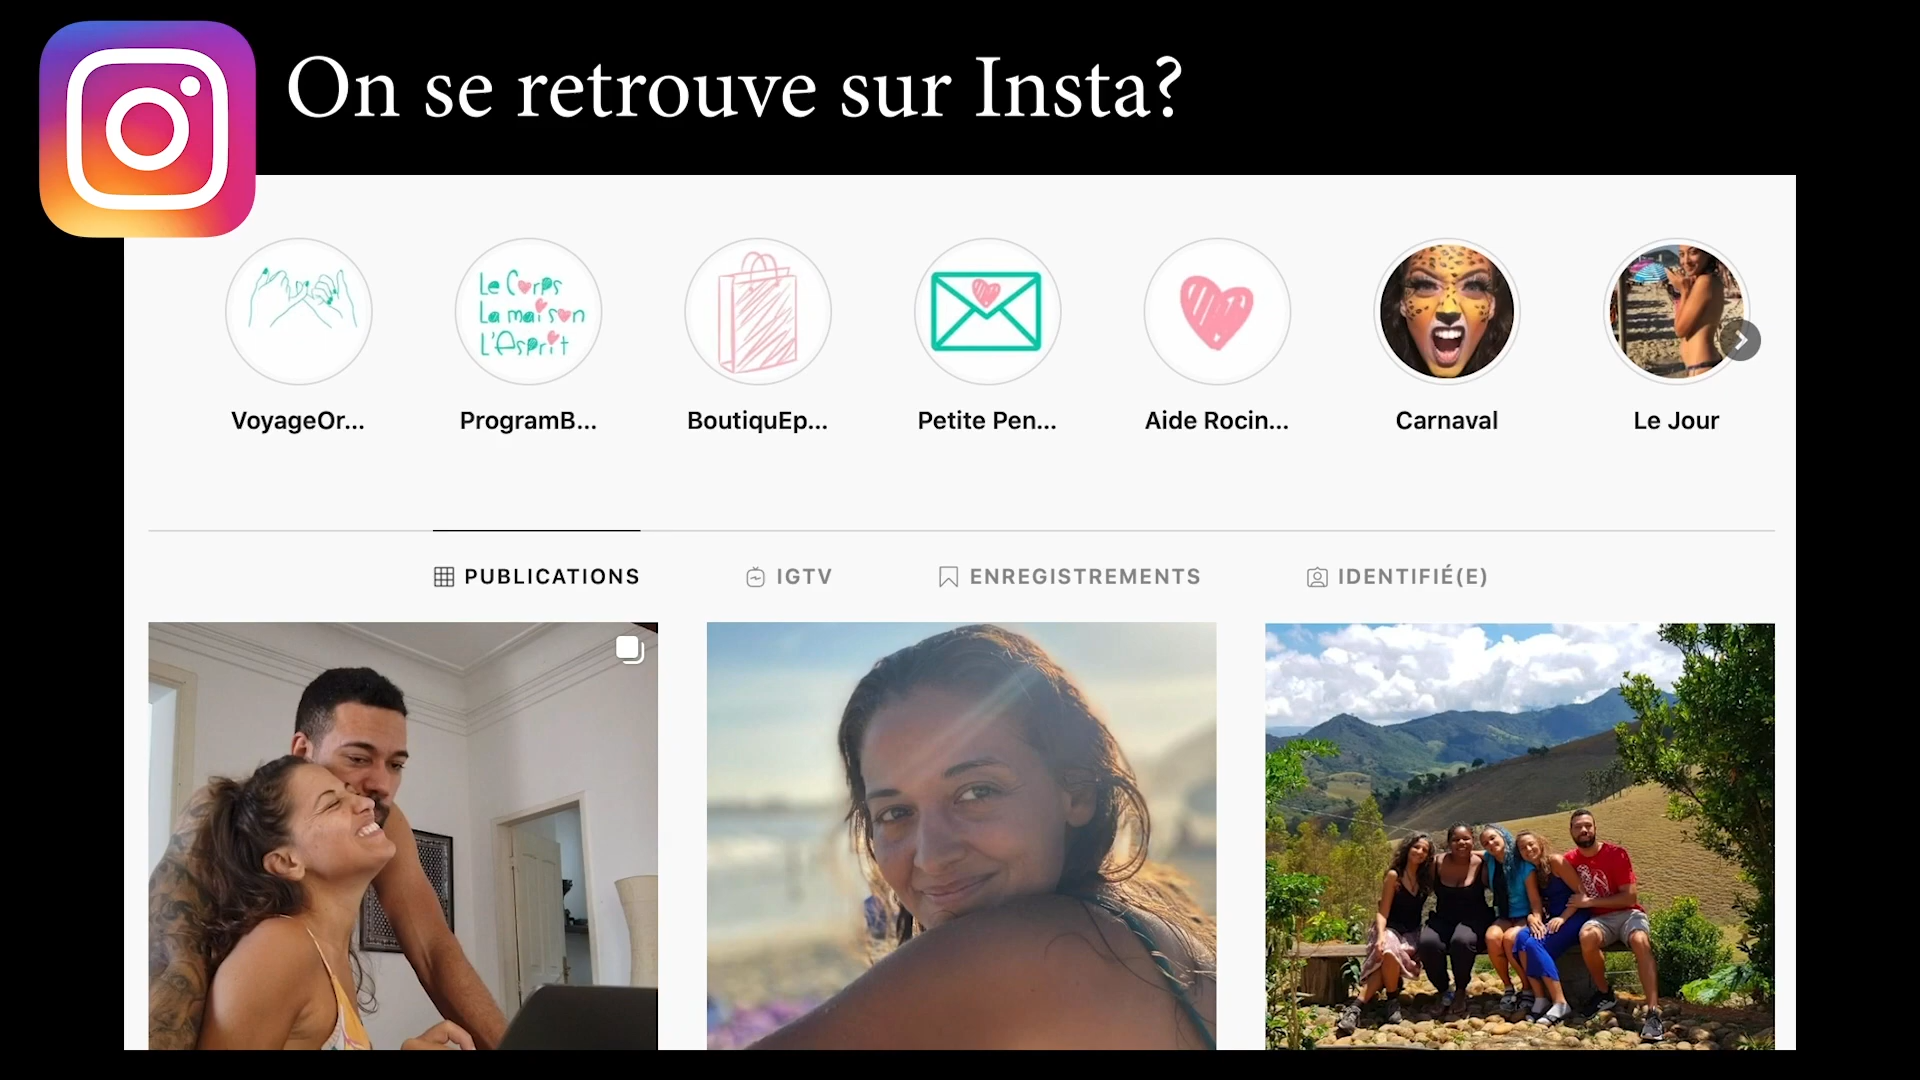 On se retrouve sur Insta?
Le Corps
La maison
L'Esprit
VoyageOr...
ProgramB...
BoutiquEp...
Petite Pen...
Aide Rocin...
Carnaval
Le Jour
PUBLICATIONS
IGTV
ENREGISTREMENTS
IDENTIFIÉ(E)